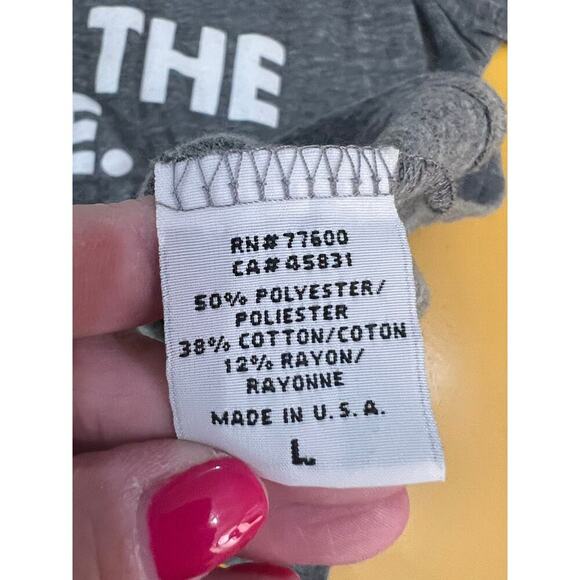 THE
E.
RN#77600
CA#45831
50% POLYESTER/
POLIESTER
38% COTTON/COTON
12% RAYON/
RAYONNE
MADE IN U.S.A.
L